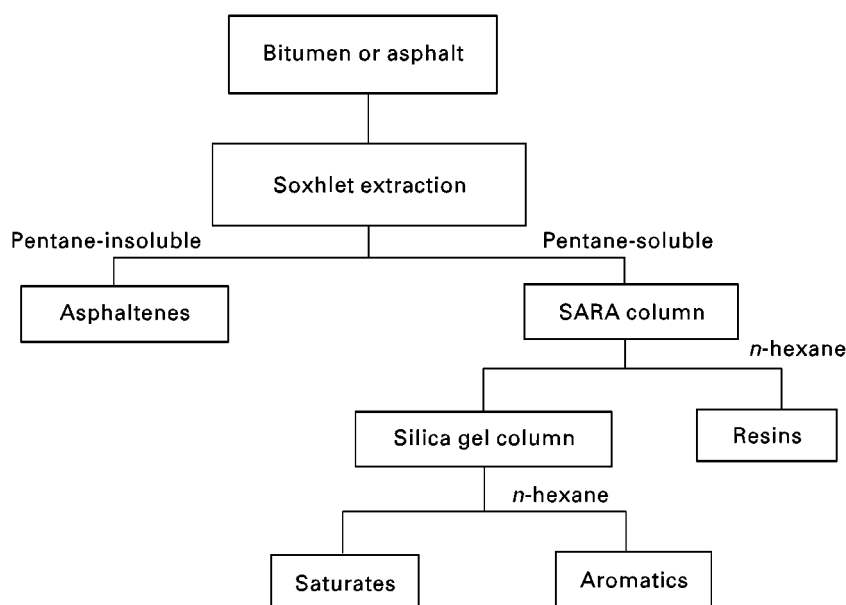 Bitumen or asphalt
Soxhlet extraction
Pentane-insoluble
Pentane-soluble
Asphaltenes
SARA column
n-hexane
Silica gel column
Resins
n-hexane
Saturates
Aromatics